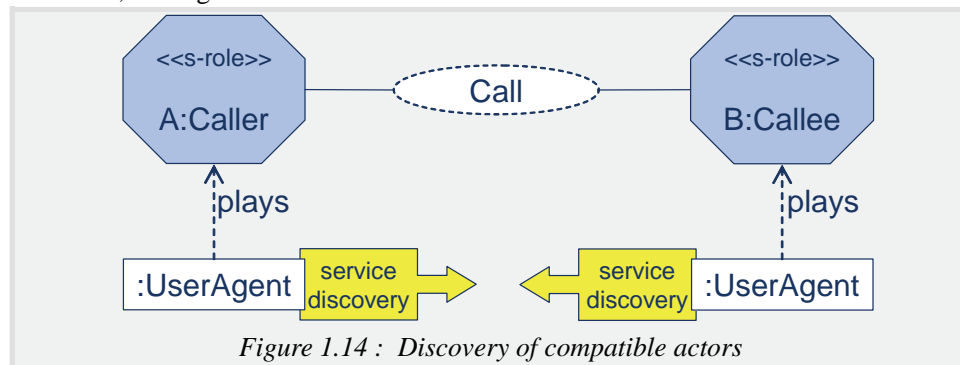 <<s-role>>
A:Caller
Call
<<s-role>>
B:Callee
plays
plays
:UserAgent
service
discovery
service
discovery
:UserAgent
Figure 1.14 : Discovery of compatible actors